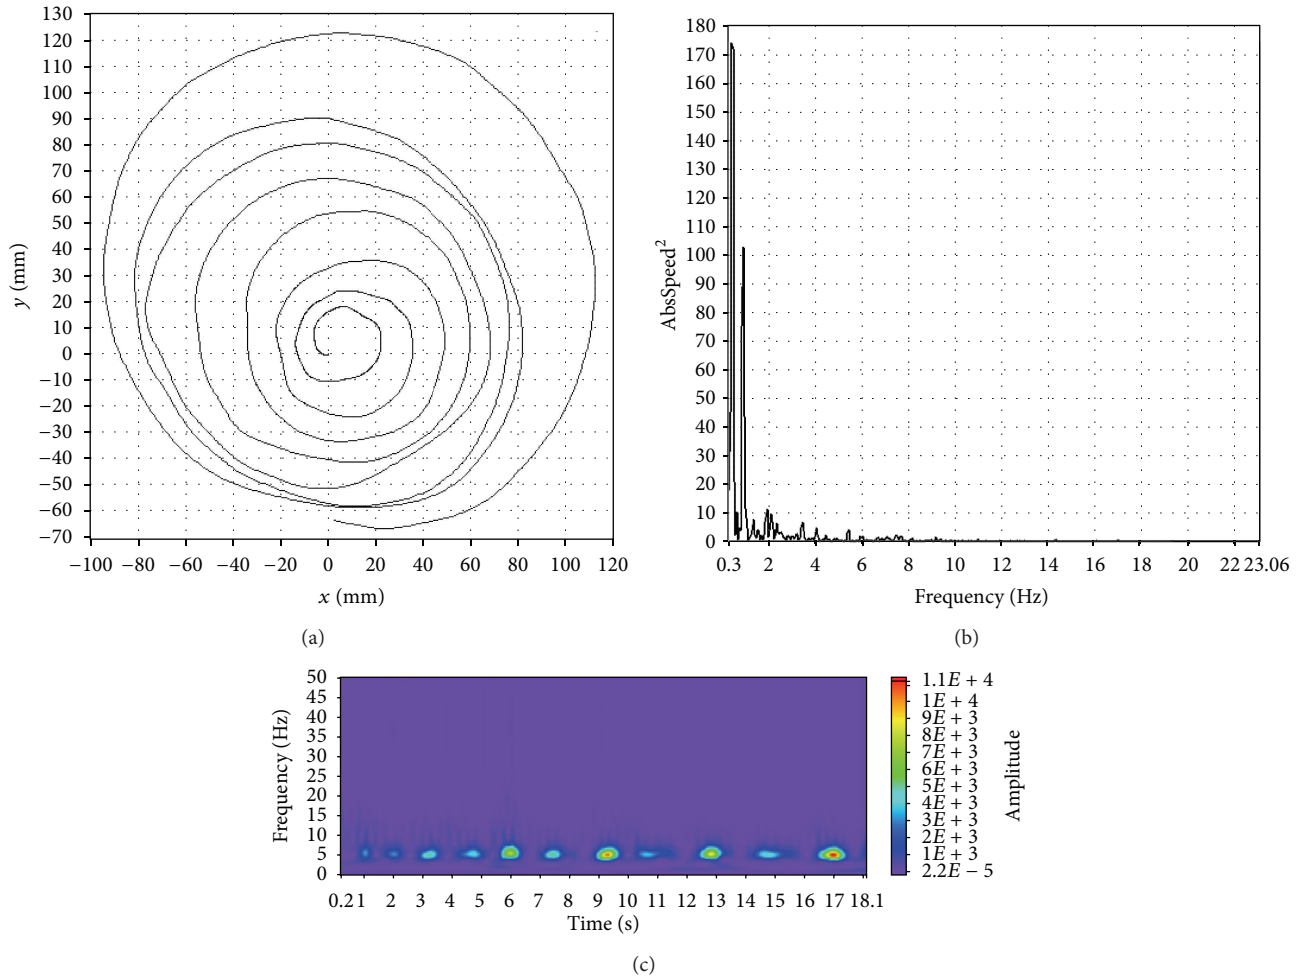 130
120
110
100
90
80
70
60
50
40
30
20
10
0
−10
−20
−30
−40
−50
−60
−70
y (mm)
−100 −80 −60 −40 −20 0 20 40 60 80 100 120
x (mm)
(a)
180
170
160
150
140
130
120
110
100
90
80
70
60
50
40
30
20
10
0
AbsSpeed²
0.3 2 4 6 8 10 12 14 16 18 20 22 23.06
Frequency (Hz)
(b)
50
45
40
35
30
25
20
15
10
5
0
Frequency (Hz)
0.2 1 2 3 4 5 6 7 8 9 10 11 12 13 14 15 16 17 18.1
Time (s)
1.1E + 4
1E + 4
9E + 3
8E + 3
7E + 3
6E + 3
5E + 3
4E + 3
3E + 3
2E + 3
1E + 3
2.2E − 5
Amplitude
(c)